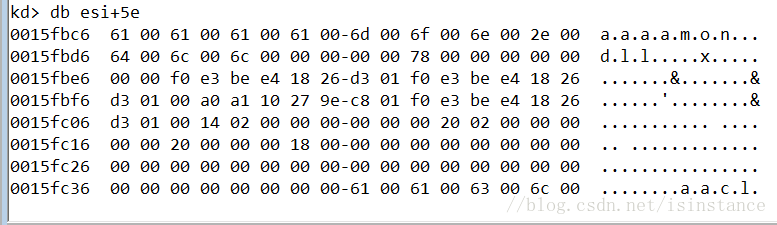 kd> db esi+5e
0015fbc6  61 00 61 00 61 00 61 00-6d 00 6f 00 6e 00 2e 00  a.a.a.a.m.o.n...
0015fbd6  64 00 6c 00 6c 00 00 00-00 00 78 00 00 00 00 00  d.l.l.....x.....
0015fbe6  00 00 f0 e3 be e4 18 26-d3 01 f0 e3 be e4 18 26  .......&.......&
0015fbf6  d3 01 00 a0 a1 10 27 9e-c8 01 f0 e3 be e4 18 26  ......'........&
0015fc06  d3 01 00 14 02 00 00 00-00 00 00 20 02 00 00 00  ........... ....
0015fc16  00 00 20 00 00 00 18 00-00 00 00 00 00 00 00 00  .. .............
0015fc26  00 00 00 00 00 00 00 00-00 00 00 00 00 00 00 00  ................
0015fc36  00 00 00 00 00 00 00 00-61 00 61 00 63 00 6c 00  ........a.a.c.l.
//blog.csdn.net/isinstance